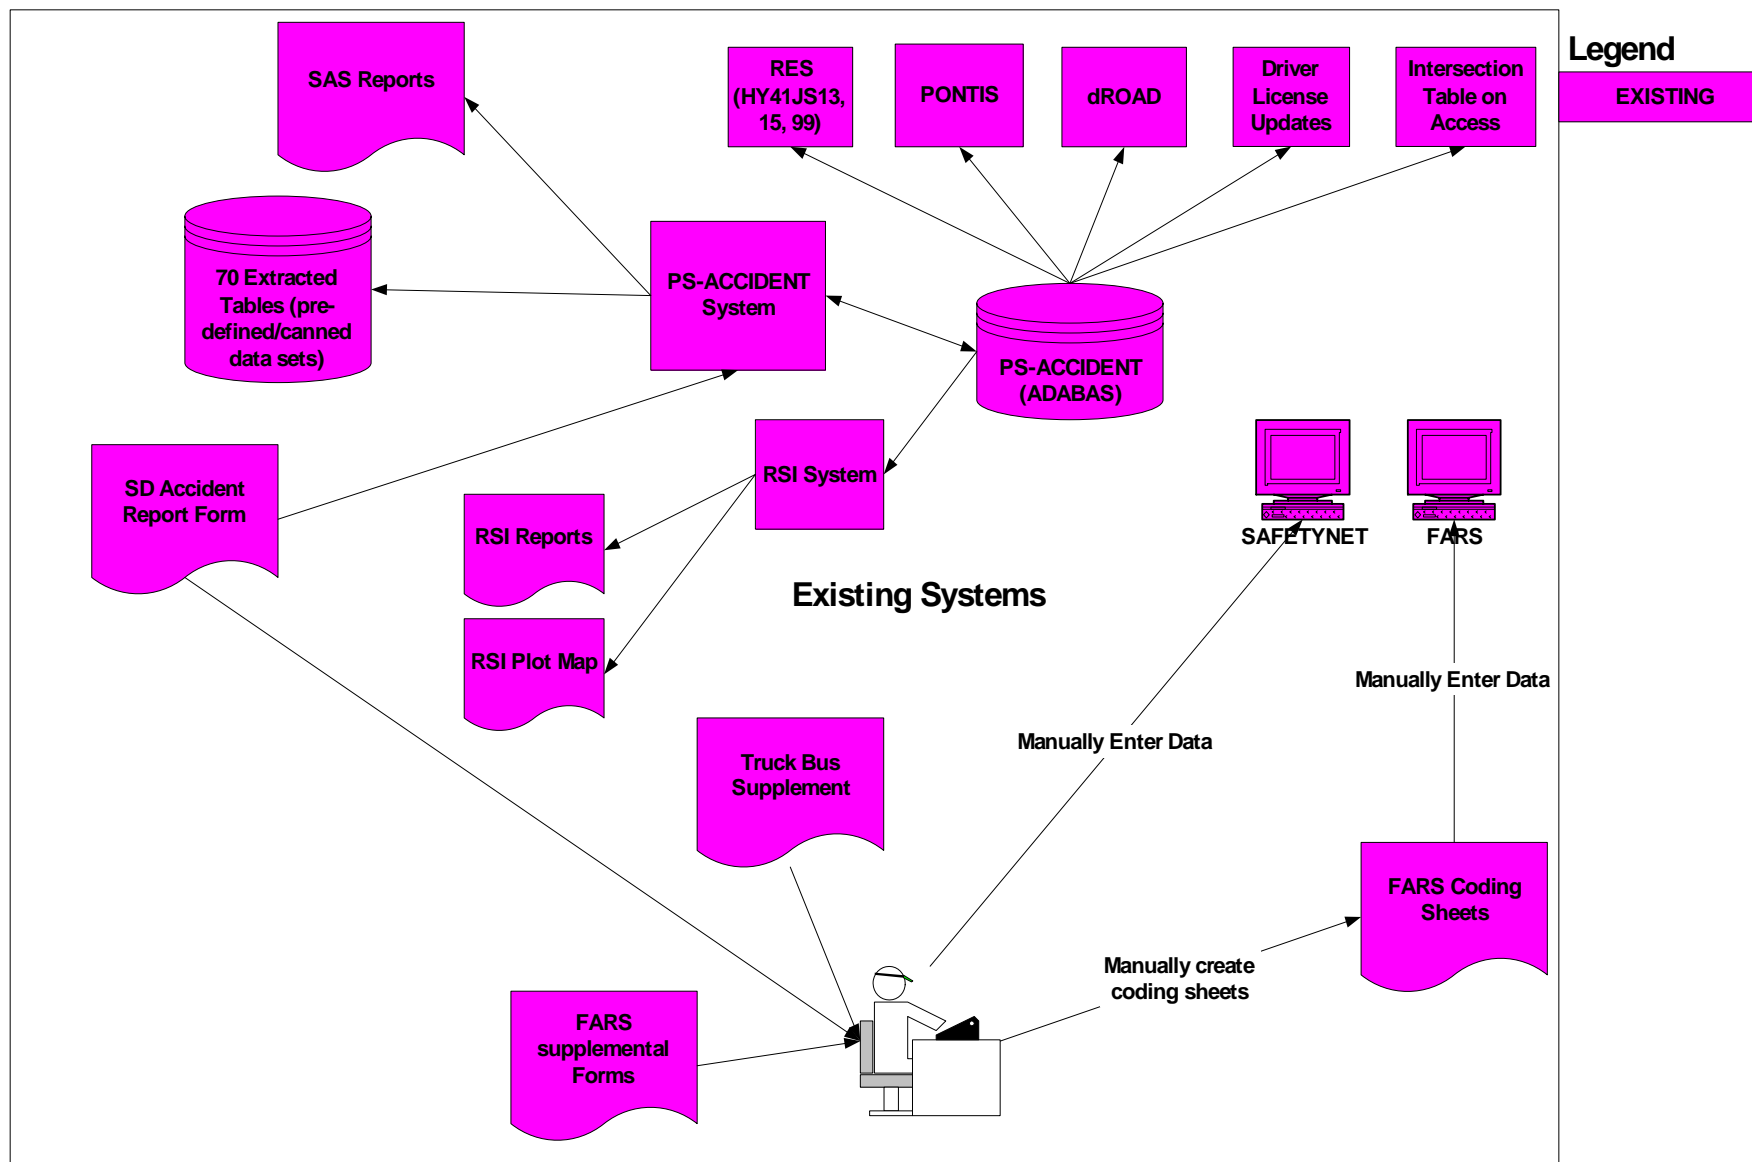 Legend
EXISTING
SAS Reports
RES
(HY41JS13,
15, 99)
PONTIS
dROAD
Driver
License
Updates
Intersection
Table on
Access
70 Extracted
Tables (pre-
defined/canned
data sets)
PS-ACCIDENT
System
PS-ACCIDENT
(ADABAS)
SD Accident
Report Form
RSI System
RSI Reports
SAFETYNET
FARS
Existing Systems
RSI Plot Map
Manually Enter Data
Manually Enter Data
Truck Bus
Supplement
FARS Coding
Sheets
Manually create
coding sheets
FARS
supplemental
Forms